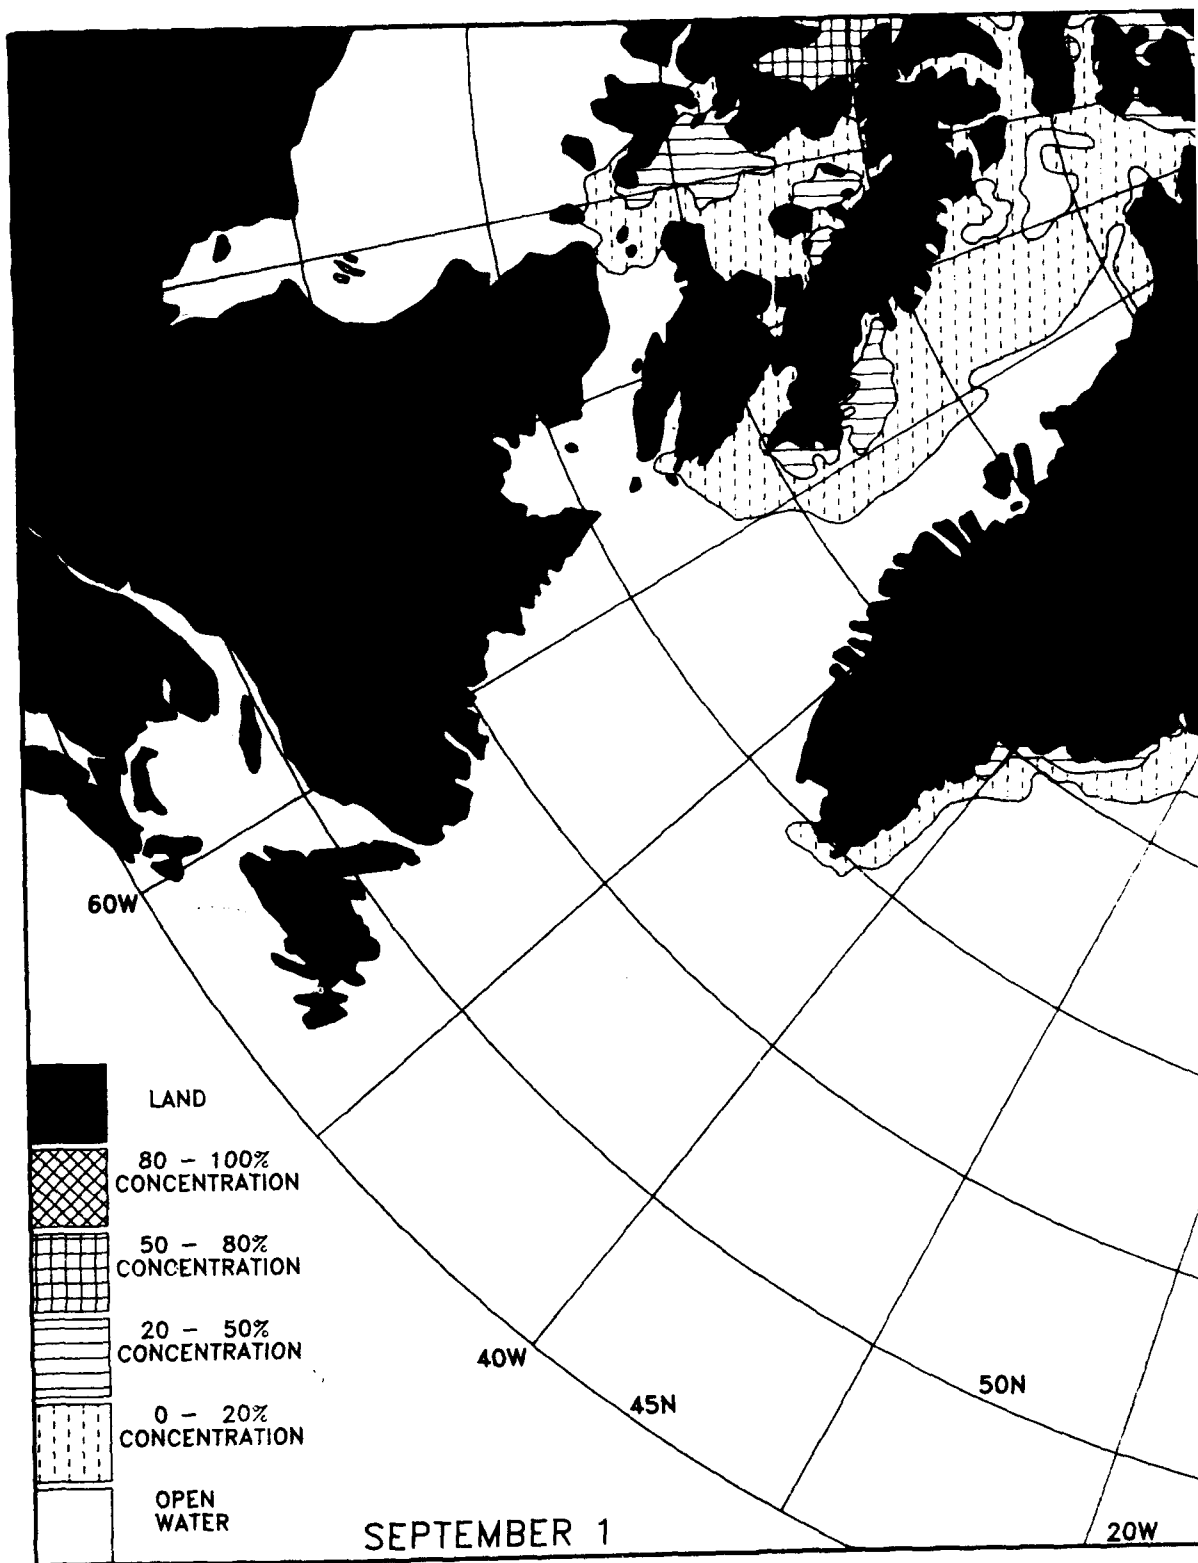 60W
LAND
80 - 100%
CONCENTRATION
50 - 80%
CONCENTRATION
20 - 50%
CONCENTRATION
0 - 20%
CONCENTRATION
OPEN
WATER
40W
45N
50N
20W
SEPTEMBER 1